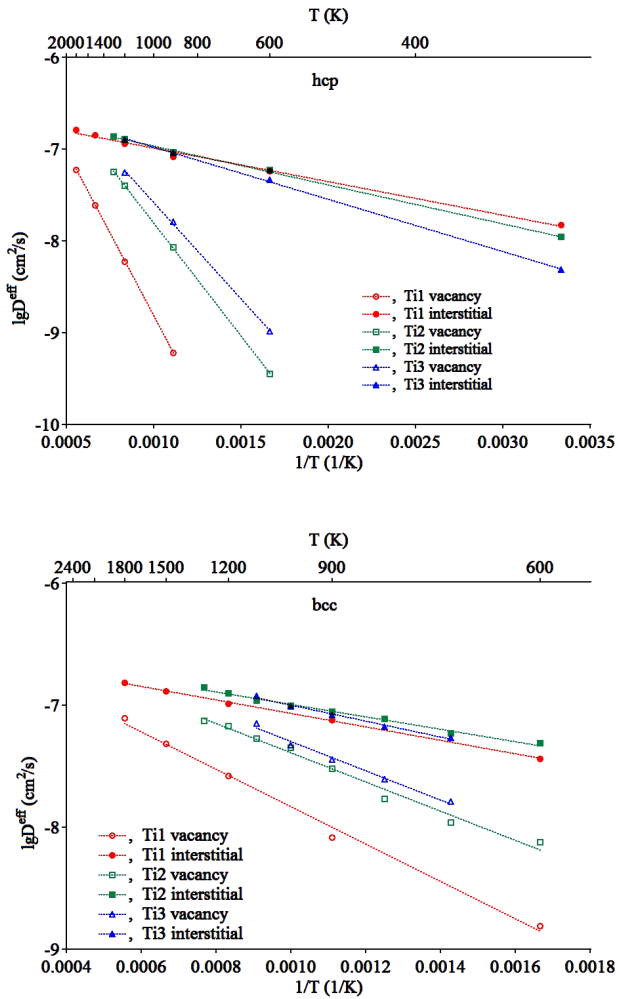 T (K)
2000 1400 900 800 600 400
-6
hcp
-7
-8
lgD^eff (cm^2/s)
, Ti1 vacancy
, Ti1 interstitial
, Ti2 vacancy
, Ti2 interstitial
, Ti3 vacancy
, Ti3 interstitial
-9
-10
0.0005 0.0010 0.0015 0.0020 0.0025 0.0030 0.0035
1/T (1/K)
T (K)
2400 1800 1500 1200 900 600
-6
bcc
-7
lgD^eff (cm^2/s)
-8
, Ti1 vacancy
, Ti1 interstitial
, Ti2 vacancy
, Ti2 interstitial
, Ti3 vacancy
, Ti3 interstitial
-9
0.0004 0.0006 0.0008 0.0010 0.0012 0.0014 0.0016 0.0018
1/T (1/K)